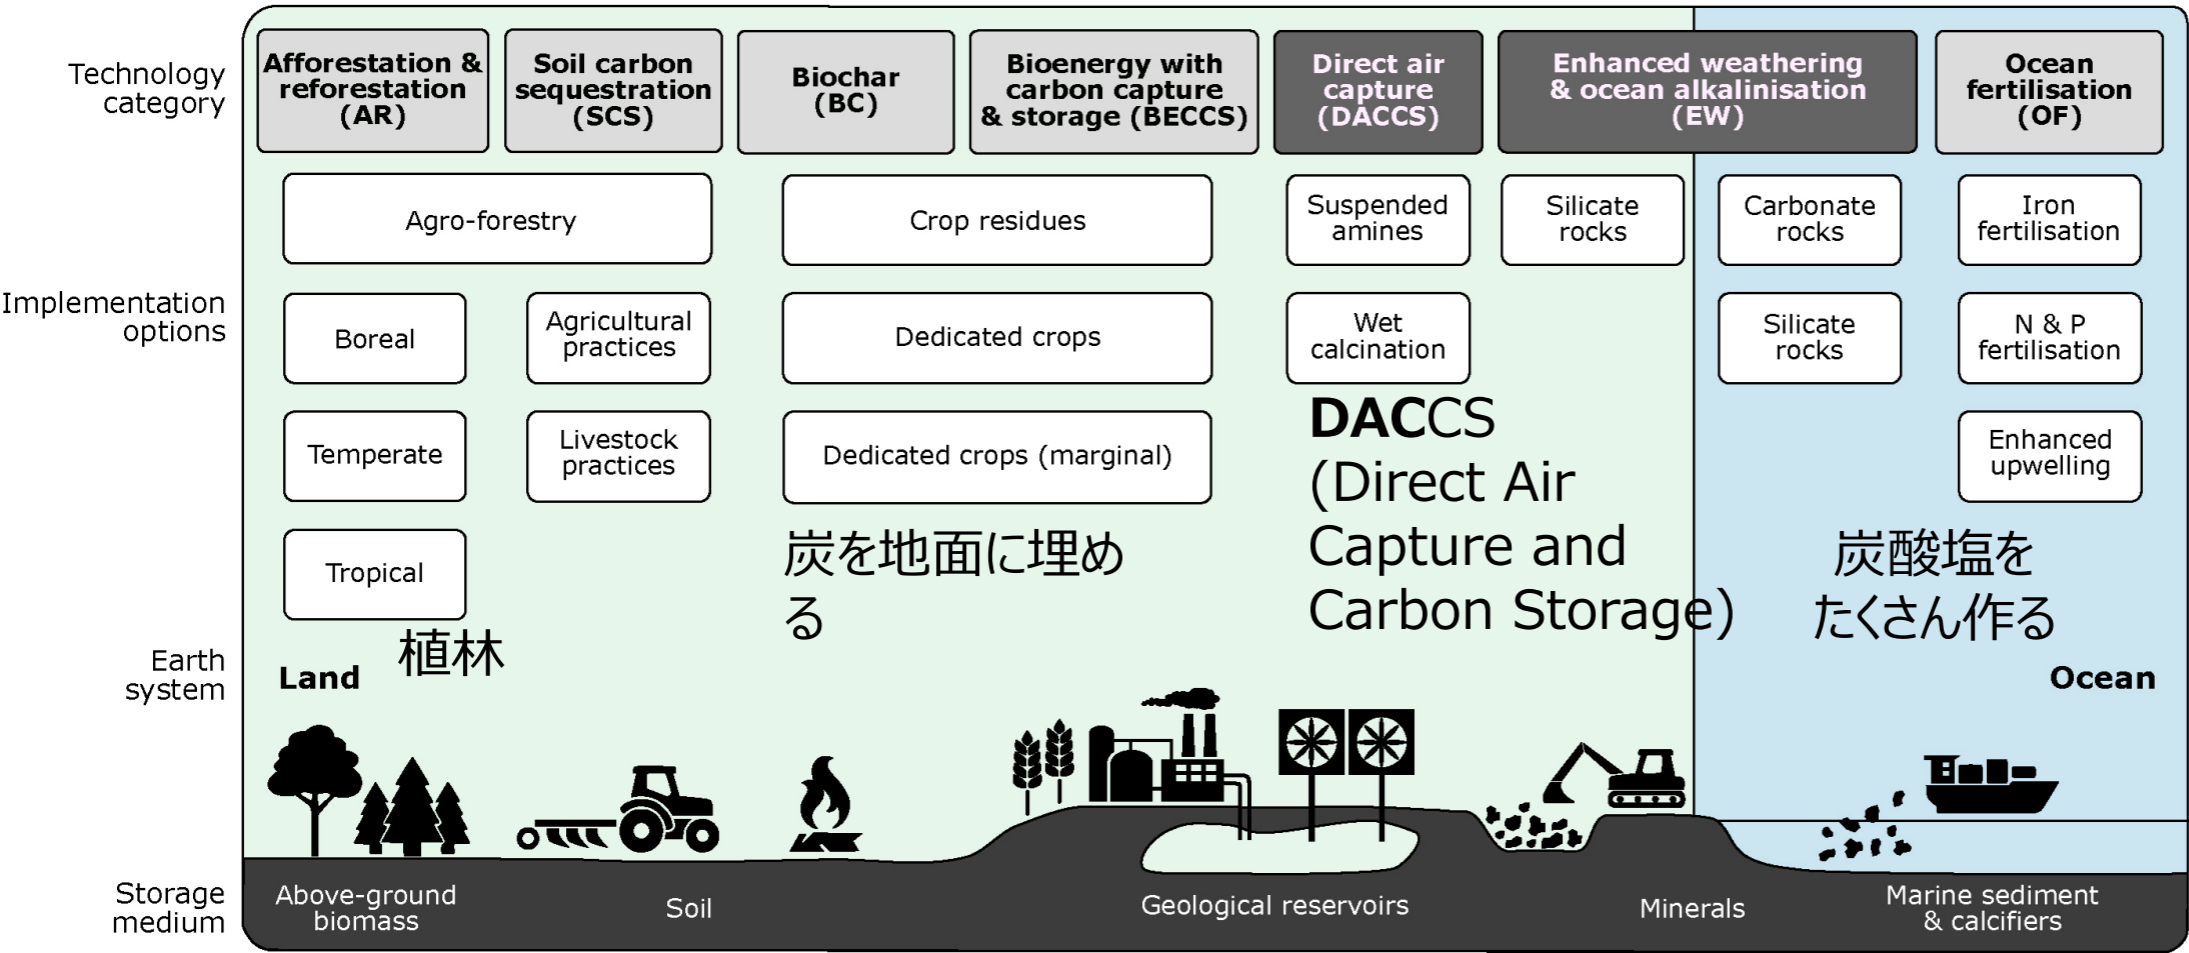 Technology
category
Afforestation &
reforestation
(AR)
Soil carbon
sequestration
(SCS)
Biochar
(BC)
Bioenergy with
carbon capture
& storage (BECCS)
Direct air
capture
(DACCS)
Enhanced weathering
& ocean alkalinisation
(EW)
Ocean
fertilisation
(OF)
Implementation
options
Agro-forestry
Crop residues
Suspended
amines
Silicate
rocks
Carbonate
rocks
Iron
fertilisation
Boreal
Agricultural
practices
Dedicated crops
Wet
calcination
Silicate
rocks
N & P
fertilisation
Temperate
Livestock
practices
Dedicated crops (marginal)
Enhanced
upwelling
Tropical
植林
炭を地面に埋め
る
DACCS
(Direct Air
Capture and
Carbon Storage)
炭酸塩を
たくさん作る
Earth
system
Land
Ocean
Storage
medium
Above-ground
biomass
Soil
Geological reservoirs
Minerals
Marine sediment
& calcifiers